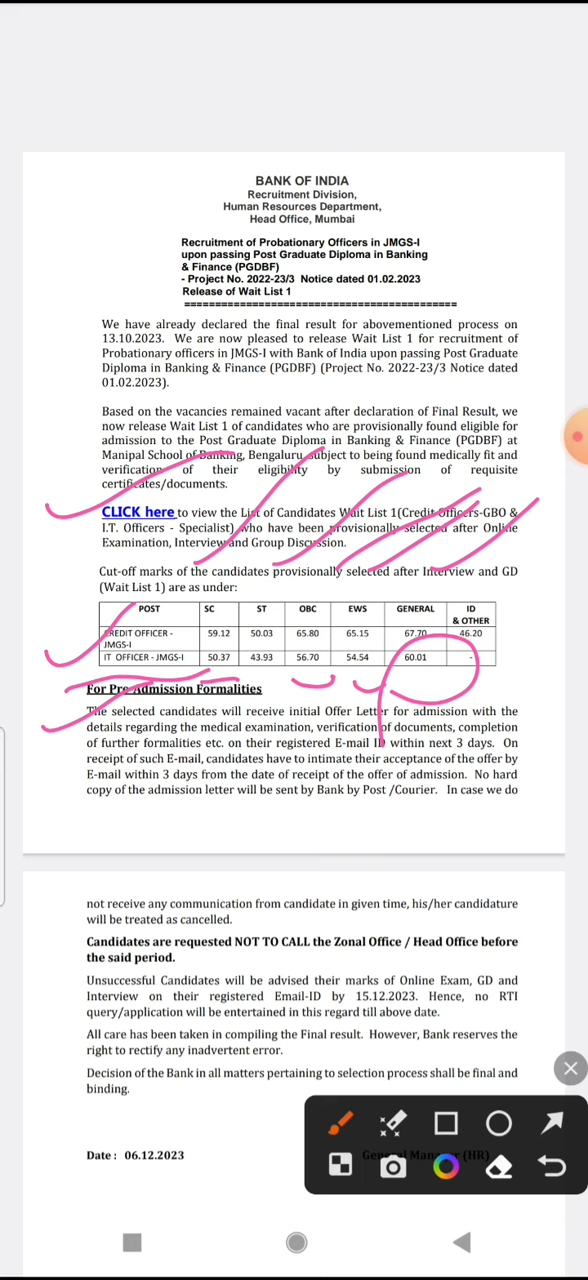 BANK OF INDIA
Recruitment Division,
Human Resources Department,
Head Office, Mumbai
Recruitment of Probationary Officers in JMGS-I
upon passing Post Graduate Diploma in Banking
& Finance (PGDBF)
- Project No. 2022-23/3 Notice dated 01.02.2023
Release of Wait List 1
==============================================
We have already declared the final result for abovementioned process on
13.10.2023. We are now pleased to release Wait List 1 for recruitment of
Probationary officers in JMGS-I with Bank of India upon passing Post Graduate
Diploma in Banking & Finance (PGDBF) (Project No. 2022-23/3 Notice dated
01.02.2023).
Based on the vacancies remained vacant after declaration of Final Result, we
now release Wait List 1 of candidates who are provisionally found eligible for
admission to the Post Graduate Diploma in Banking & Finance (PGDBF) at
Manipal School of Banking, Bengaluru subject to being found medically fit and
verification of their eligibility by submission of requisite
certificates/documents.
CLICK here to view the List of Candidates Wait List 1(Credit Officers-GBO &
I.T. Officers - Specialist) who have been provisionally selected after Online
Examination, Interview and Group Discussion.
Cut-off marks of the candidates provisionally selected after Interview and GD
(Wait List 1) are as under:
POST SC ST OBC EWS GENERAL ID
& OTHER
CREDIT OFFICER - 59.12 50.03 65.80 65.15 67.70 46.20
JMGS-I
IT OFFICER - JMGS-I 50.37 43.93 56.70 54.54 60.01 -
For Pre-Admission Formalities
The selected candidates will receive initial Offer Letter for admission with the
details regarding the medical examination, verification of documents, completion
of further formalities etc. on their registered E-mail ID within next 3 days. On
receipt of such E-mail, candidates have to intimate their acceptance of the offer by
E-mail within 3 days from the date of receipt of the offer of admission. No hard
copy of the admission letter will be sent by Bank by Post /Courier. In case we do
not receive any communication from candidate in given time, his/her candidature
will be treated as cancelled.
Candidates are requested NOT TO CALL the Zonal Office / Head Office before
the said period.
Unsuccessful Candidates will be advised their marks of Online Exam, GD and
Interview on their registered Email-ID by 15.12.2023. Hence, no RTI
query/application will be entertained in this regard till above date.
All care has been taken in compiling the Final result. However, Bank reserves the
right to rectify any inadvertent error.
Decision of the Bank in all matters pertaining to selection process shall be final and
binding.
Date : 06.12.2023 General Manager (HR)